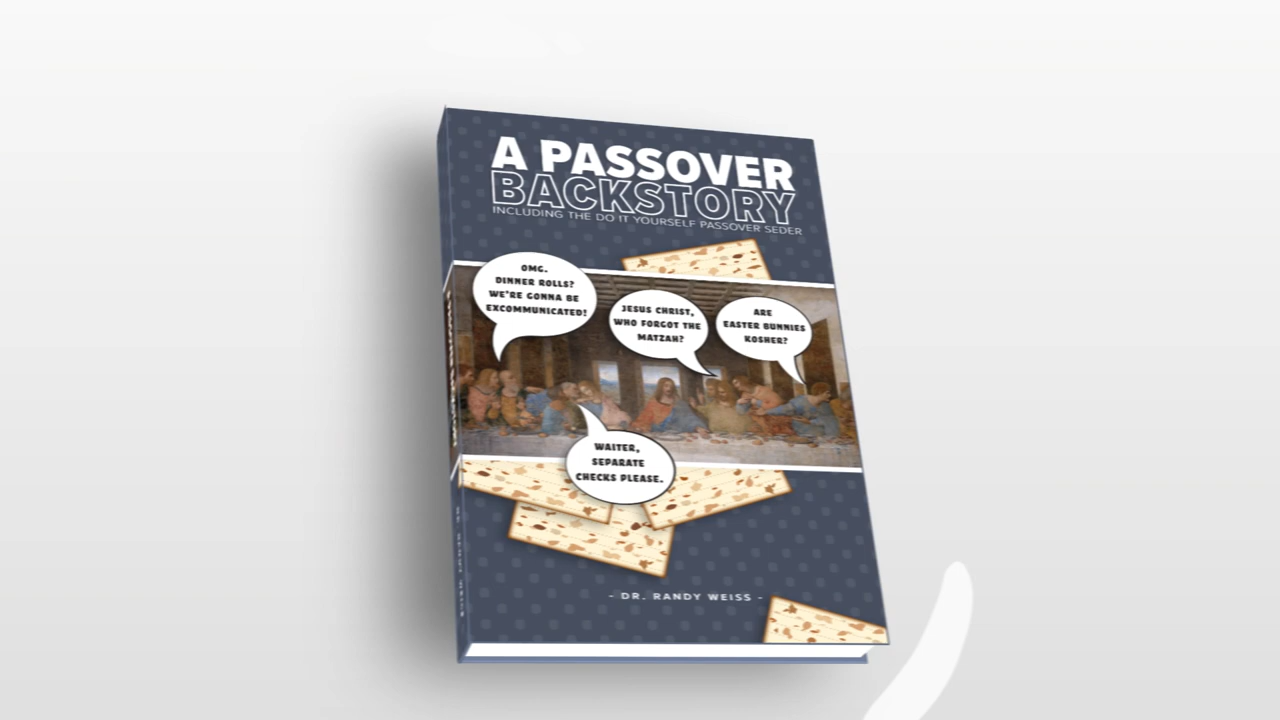 A PASSOVER
BACKSTORY
INCLUDING THE DO IT YOURSELF PASSOVER SEDER
OMG.
DINNER ROLLS?
WE'RE GONNA BE
EXCOMMUNICATED!
JESUS CHRIST,
WHO FORGOT THE
MATZAH?
ARE
EASTER BUNNIES
KOSHER?
WAITER,
SEPARATE
CHECKS PLEASE.
- DR. RANDY WEISS -